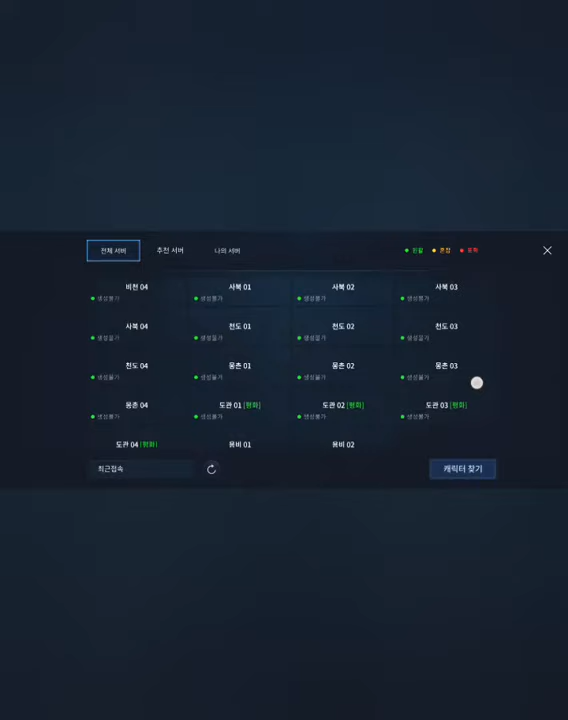 전체 서버 추천 서버 나의 서버 원활 혼잡 포화
비천 04 사북 01 사북 02 사북 03
생성불가 생성불가 생성불가 생성불가
사북 04 천도 01 천도 02 천도 03
생성불가 생성불가 생성불가 생성불가
천도 04 몽촌 01 몽촌 02 몽촌 03
생성불가 생성불가 생성불가 생성불가
몽촌 04 도관 01 [평화] 도관 02 [평화] 도관 03 [평화]
생성불가 생성불가 생성불가 생성불가
도관 04 [평화] 용비 01 용비 02
최근접속 캐릭터 찾기